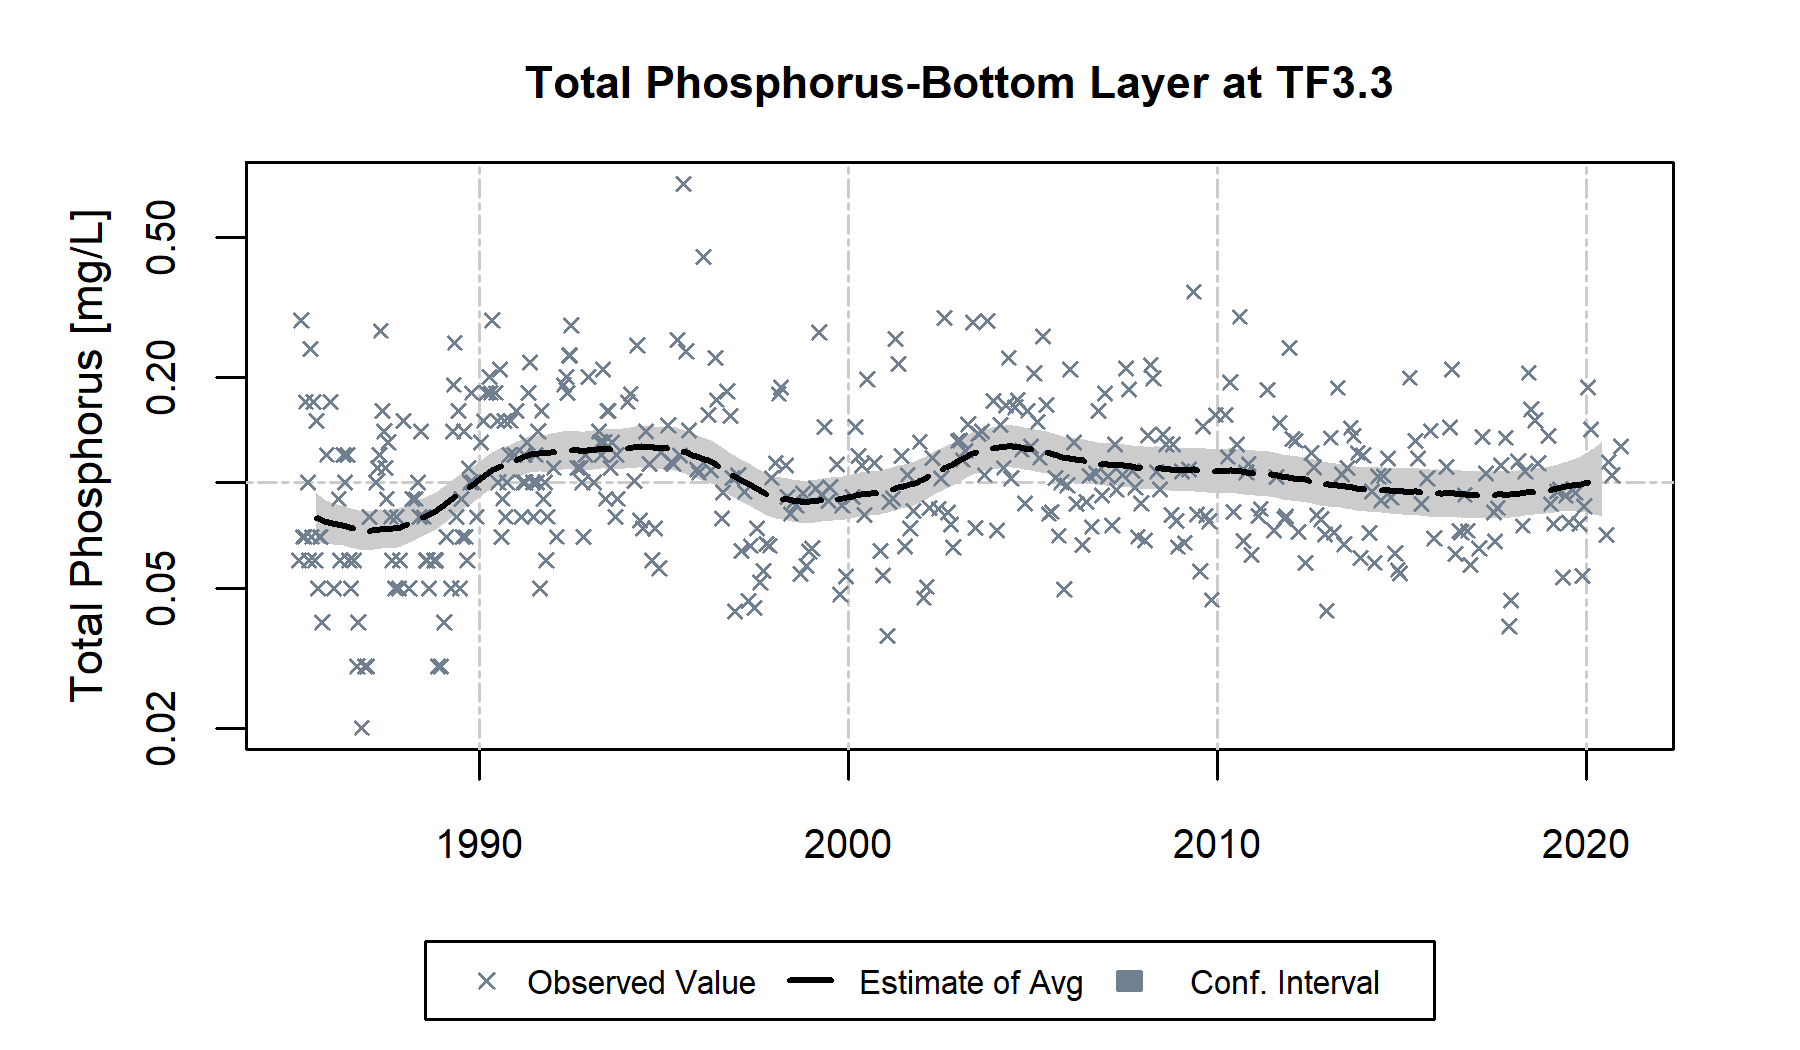 Total Phosphorus-Bottom Layer at TF3.3
Total Phosphorus [mg/L]
0.50
0.20
0.05
0.02
1990 2000 2010 2020
Observed Value Estimate of Avg Conf. Interval